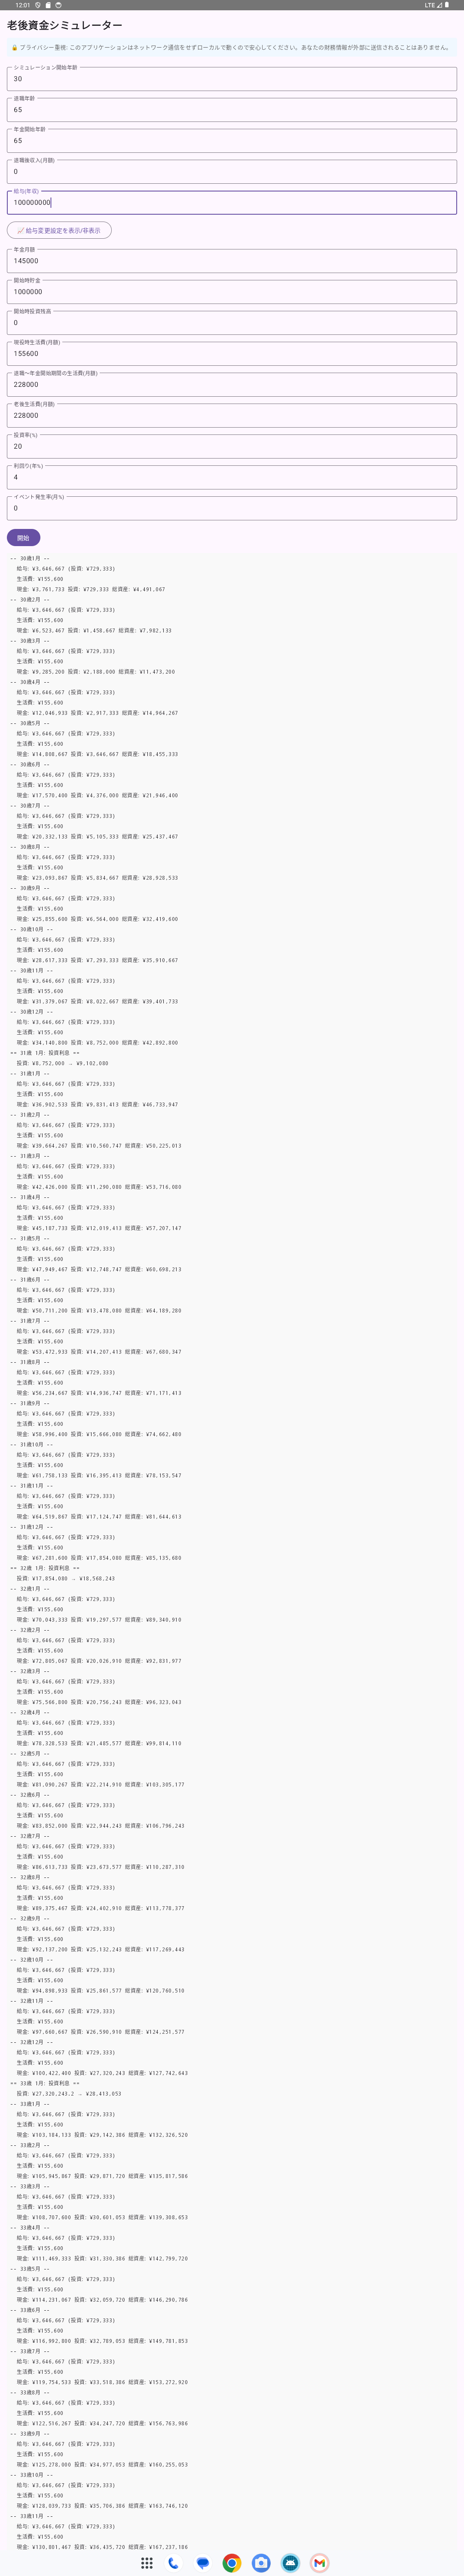 12:01
LTE
老後資金シミュレーター
🔒 プライバシー重視: このアプリケーションはネットワーク通信をせずローカルで動くので安心してください。あなたの財務情報が外部に送信されることはありません。
シミュレーション開始年齢
30
退職年齢
65
年金開始年齢
65
退職後収入(月額)
0
給与(年収)
100000000
📈 給与変更設定を表示/非表示
年金月額
145000
開始時貯金
1000000
開始時投資残高
0
現役時生活費(月額)
155600
退職〜年金開始期間の生活費(月額)
228000
老後生活費(月額)
228000
投資率(%)
20
利回り(年%)
4
イベント発生率(月%)
0
開始
-- 30歳1月 --
給与: ¥3,646,667 (投資: ¥729,333)
生活費: ¥155,600
現金: ¥3,761,733 投資: ¥729,333 総資産: ¥4,491,067
-- 30歳2月 --
給与: ¥3,646,667 (投資: ¥729,333)
生活費: ¥155,600
現金: ¥6,523,467 投資: ¥1,458,667 総資産: ¥7,982,133
-- 30歳3月 --
給与: ¥3,646,667 (投資: ¥729,333)
生活費: ¥155,600
現金: ¥9,285,200 投資: ¥2,188,000 総資産: ¥11,473,200
-- 30歳4月 --
給与: ¥3,646,667 (投資: ¥729,333)
生活費: ¥155,600
現金: ¥12,046,933 投資: ¥2,917,333 総資産: ¥14,964,267
-- 30歳5月 --
給与: ¥3,646,667 (投資: ¥729,333)
生活費: ¥155,600
現金: ¥14,808,667 投資: ¥3,646,667 総資産: ¥18,455,333
-- 30歳6月 --
給与: ¥3,646,667 (投資: ¥729,333)
生活費: ¥155,600
現金: ¥17,570,400 投資: ¥4,376,000 総資産: ¥21,946,400
-- 30歳7月 --
給与: ¥3,646,667 (投資: ¥729,333)
生活費: ¥155,600
現金: ¥20,332,133 投資: ¥5,105,333 総資産: ¥25,437,467
-- 30歳8月 --
給与: ¥3,646,667 (投資: ¥729,333)
生活費: ¥155,600
現金: ¥23,093,867 投資: ¥5,834,667 総資産: ¥28,928,533
-- 30歳9月 --
給与: ¥3,646,667 (投資: ¥729,333)
生活費: ¥155,600
現金: ¥25,855,600 投資: ¥6,564,000 総資産: ¥32,419,600
-- 30歳10月 --
給与: ¥3,646,667 (投資: ¥729,333)
生活費: ¥155,600
現金: ¥28,617,333 投資: ¥7,293,333 総資産: ¥35,910,667
-- 30歳11月 --
給与: ¥3,646,667 (投資: ¥729,333)
生活費: ¥155,600
現金: ¥31,379,067 投資: ¥8,022,667 総資産: ¥39,401,733
-- 30歳12月 --
給与: ¥3,646,667 (投資: ¥729,333)
生活費: ¥155,600
現金: ¥34,140,800 投資: ¥8,752,000 総資産: ¥42,892,800
== 31歳 1月: 投資利息 ==
投資: ¥8,752,000 → ¥9,102,080
-- 31歳1月 --
給与: ¥3,646,667 (投資: ¥729,333)
生活費: ¥155,600
現金: ¥36,902,533 投資: ¥9,831,413 総資産: ¥46,733,947
-- 31歳2月 --
給与: ¥3,646,667 (投資: ¥729,333)
生活費: ¥155,600
現金: ¥39,664,267 投資: ¥10,560,747 総資産: ¥50,225,013
-- 31歳3月 --
給与: ¥3,646,667 (投資: ¥729,333)
生活費: ¥155,600
現金: ¥42,426,000 投資: ¥11,290,080 総資産: ¥53,716,080
-- 31歳4月 --
給与: ¥3,646,667 (投資: ¥729,333)
生活費: ¥155,600
現金: ¥45,187,733 投資: ¥12,019,413 総資産: ¥57,207,147
-- 31歳5月 --
給与: ¥3,646,667 (投資: ¥729,333)
生活費: ¥155,600
現金: ¥47,949,467 投資: ¥12,748,747 総資産: ¥60,698,213
-- 31歳6月 --
給与: ¥3,646,667 (投資: ¥729,333)
生活費: ¥155,600
現金: ¥50,711,200 投資: ¥13,478,080 総資産: ¥64,189,280
-- 31歳7月 --
給与: ¥3,646,667 (投資: ¥729,333)
生活費: ¥155,600
現金: ¥53,472,933 投資: ¥14,207,413 総資産: ¥67,680,347
-- 31歳8月 --
給与: ¥3,646,667 (投資: ¥729,333)
生活費: ¥155,600
現金: ¥56,234,667 投資: ¥14,936,747 総資産: ¥71,171,413
-- 31歳9月 --
給与: ¥3,646,667 (投資: ¥729,333)
生活費: ¥155,600
現金: ¥58,996,400 投資: ¥15,666,080 総資産: ¥74,662,480
-- 31歳10月 --
給与: ¥3,646,667 (投資: ¥729,333)
生活費: ¥155,600
現金: ¥61,758,133 投資: ¥16,395,413 総資産: ¥78,153,547
-- 31歳11月 --
給与: ¥3,646,667 (投資: ¥729,333)
生活費: ¥155,600
現金: ¥64,519,867 投資: ¥17,124,747 総資産: ¥81,644,613
-- 31歳12月 --
給与: ¥3,646,667 (投資: ¥729,333)
生活費: ¥155,600
現金: ¥67,281,600 投資: ¥17,854,080 総資産: ¥85,135,680
== 32歳 1月: 投資利息 ==
投資: ¥17,854,080 → ¥18,568,243
-- 32歳1月 --
給与: ¥3,646,667 (投資: ¥729,333)
生活費: ¥155,600
現金: ¥70,043,333 投資: ¥19,297,577 総資産: ¥89,340,910
-- 32歳2月 --
給与: ¥3,646,667 (投資: ¥729,333)
生活費: ¥155,600
現金: ¥72,805,067 投資: ¥20,026,910 総資産: ¥92,831,977
-- 32歳3月 --
給与: ¥3,646,667 (投資: ¥729,333)
生活費: ¥155,600
現金: ¥75,566,800 投資: ¥20,756,243 総資産: ¥96,323,043
-- 32歳4月 --
給与: ¥3,646,667 (投資: ¥729,333)
生活費: ¥155,600
現金: ¥78,328,533 投資: ¥21,485,577 総資産: ¥99,814,110
-- 32歳5月 --
給与: ¥3,646,667 (投資: ¥729,333)
生活費: ¥155,600
現金: ¥81,090,267 投資: ¥22,214,910 総資産: ¥103,305,177
-- 32歳6月 --
給与: ¥3,646,667 (投資: ¥729,333)
生活費: ¥155,600
現金: ¥83,852,000 投資: ¥22,944,243 総資産: ¥106,796,243
-- 32歳7月 --
給与: ¥3,646,667 (投資: ¥729,333)
生活費: ¥155,600
現金: ¥86,613,733 投資: ¥23,673,577 総資産: ¥110,287,310
-- 32歳8月 --
給与: ¥3,646,667 (投資: ¥729,333)
生活費: ¥155,600
現金: ¥89,375,467 投資: ¥24,402,910 総資産: ¥113,778,377
-- 32歳9月 --
給与: ¥3,646,667 (投資: ¥729,333)
生活費: ¥155,600
現金: ¥92,137,200 投資: ¥25,132,243 総資産: ¥117,269,443
-- 32歳10月 --
給与: ¥3,646,667 (投資: ¥729,333)
生活費: ¥155,600
現金: ¥94,898,933 投資: ¥25,861,577 総資産: ¥120,760,510
-- 32歳11月 --
給与: ¥3,646,667 (投資: ¥729,333)
生活費: ¥155,600
現金: ¥97,660,667 投資: ¥26,590,910 総資産: ¥124,251,577
-- 32歳12月 --
給与: ¥3,646,667 (投資: ¥729,333)
生活費: ¥155,600
現金: ¥100,422,400 投資: ¥27,320,243 総資産: ¥127,742,643
== 33歳 1月: 投資利息 ==
投資: ¥27,320,243.2 → ¥28,413,053
-- 33歳1月 --
給与: ¥3,646,667 (投資: ¥729,333)
生活費: ¥155,600
現金: ¥103,184,133 投資: ¥29,142,386 総資産: ¥132,326,520
-- 33歳2月 --
給与: ¥3,646,667 (投資: ¥729,333)
生活費: ¥155,600
現金: ¥105,945,867 投資: ¥29,871,720 総資産: ¥135,817,586
-- 33歳3月 --
給与: ¥3,646,667 (投資: ¥729,333)
生活費: ¥155,600
現金: ¥108,707,600 投資: ¥30,601,053 総資産: ¥139,308,653
-- 33歳4月 --
給与: ¥3,646,667 (投資: ¥729,333)
生活費: ¥155,600
現金: ¥111,469,333 投資: ¥31,330,386 総資産: ¥142,799,720
-- 33歳5月 --
給与: ¥3,646,667 (投資: ¥729,333)
生活費: ¥155,600
現金: ¥114,231,067 投資: ¥32,059,720 総資産: ¥146,290,786
-- 33歳6月 --
給与: ¥3,646,667 (投資: ¥729,333)
生活費: ¥155,600
現金: ¥116,992,800 投資: ¥32,789,053 総資産: ¥149,781,853
-- 33歳7月 --
給与: ¥3,646,667 (投資: ¥729,333)
生活費: ¥155,600
現金: ¥119,754,533 投資: ¥33,518,386 総資産: ¥153,272,920
-- 33歳8月 --
給与: ¥3,646,667 (投資: ¥729,333)
生活費: ¥155,600
現金: ¥122,516,267 投資: ¥34,247,720 総資産: ¥156,763,986
-- 33歳9月 --
給与: ¥3,646,667 (投資: ¥729,333)
生活費: ¥155,600
現金: ¥125,278,000 投資: ¥34,977,053 総資産: ¥160,255,053
-- 33歳10月 --
給与: ¥3,646,667 (投資: ¥729,333)
生活費: ¥155,600
現金: ¥128,039,733 投資: ¥35,706,386 総資産: ¥163,746,120
-- 33歳11月 --
給与: ¥3,646,667 (投資: ¥729,333)
生活費: ¥155,600
現金: ¥130,801,467 投資: ¥36,435,720 総資産: ¥167,237,186